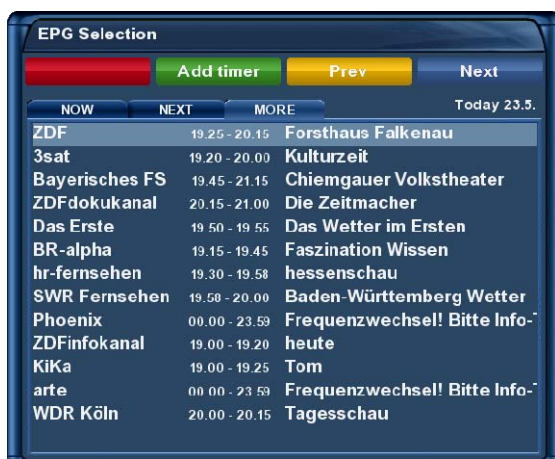 EPG Selection
Add timer Prev Next
NOW NEXT MORE Today 23.5.
ZDF 19.25 - 20.15 Forsthaus Falkenau
3sat 19.20 - 20.00 Kulturzeit
Bayerisches FS 19.45 - 21.15 Chiemgauer Volkstheater
ZDFdokukanal 20.15 - 21.00 Die Zeitmacher
Das Erste 19.50 - 19.55 Das Wetter im Ersten
BR-alpha 19.15 - 19.45 Faszination Wissen
hr-fernsehen 19.30 - 19.58 hessenschau
SWR Fernsehen 19.58 - 20.00 Baden-Württemberg Wetter
Phoenix 00.00 - 23.59 Frequenzwechsel! Bitte Info-
ZDFinfokanal 19.00 - 19.20 heute
KiKa 19.00 - 19.25 Tom
arte 00.00 - 23.59 Frequenzwechsel! Bitte Info-
WDR Köln 20.00 - 20.15 Tagesschau